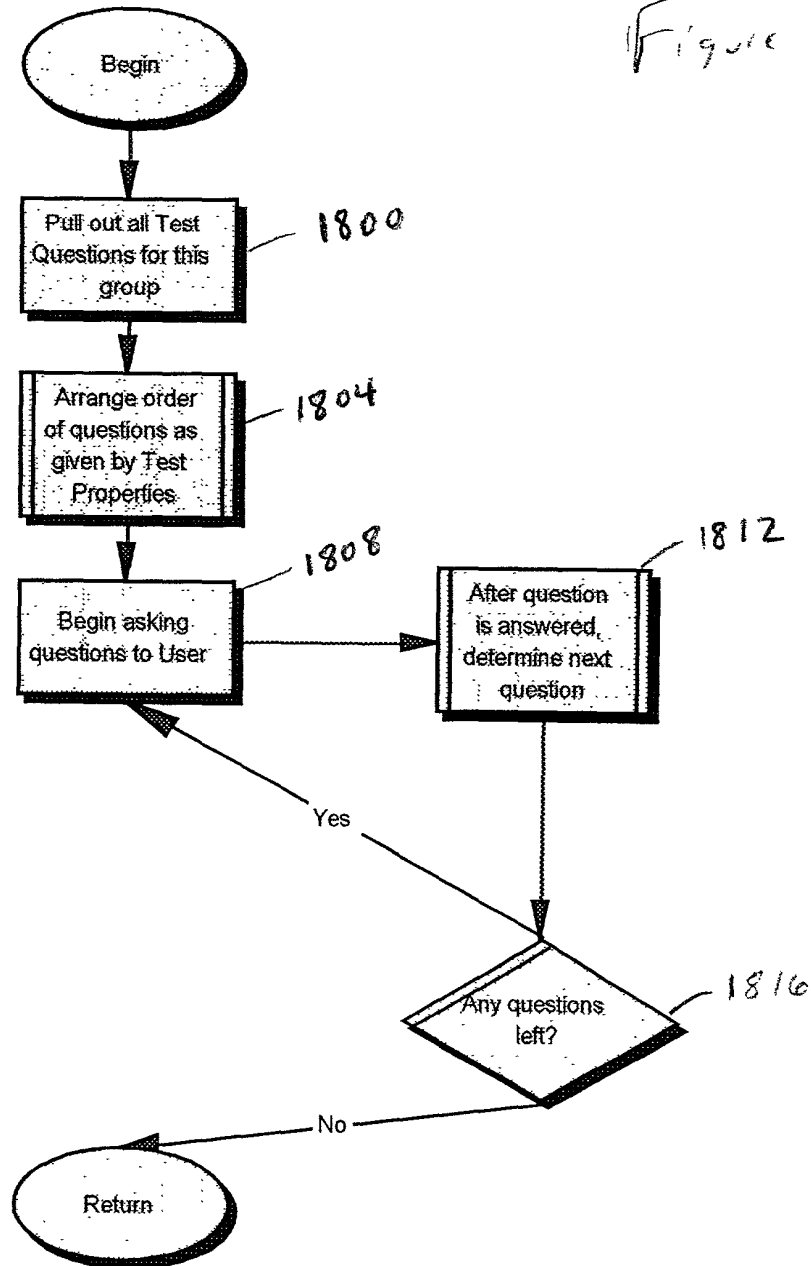 Figure
Begin
Pull out all Test
Questions for this
group
1800
Arrange order
of questions as
given by Test
Properties
1804
Begin asking
questions to User
1808
After question
is answered,
determine next
question
1812
Yes
Any questions
left?
1816
No
Return